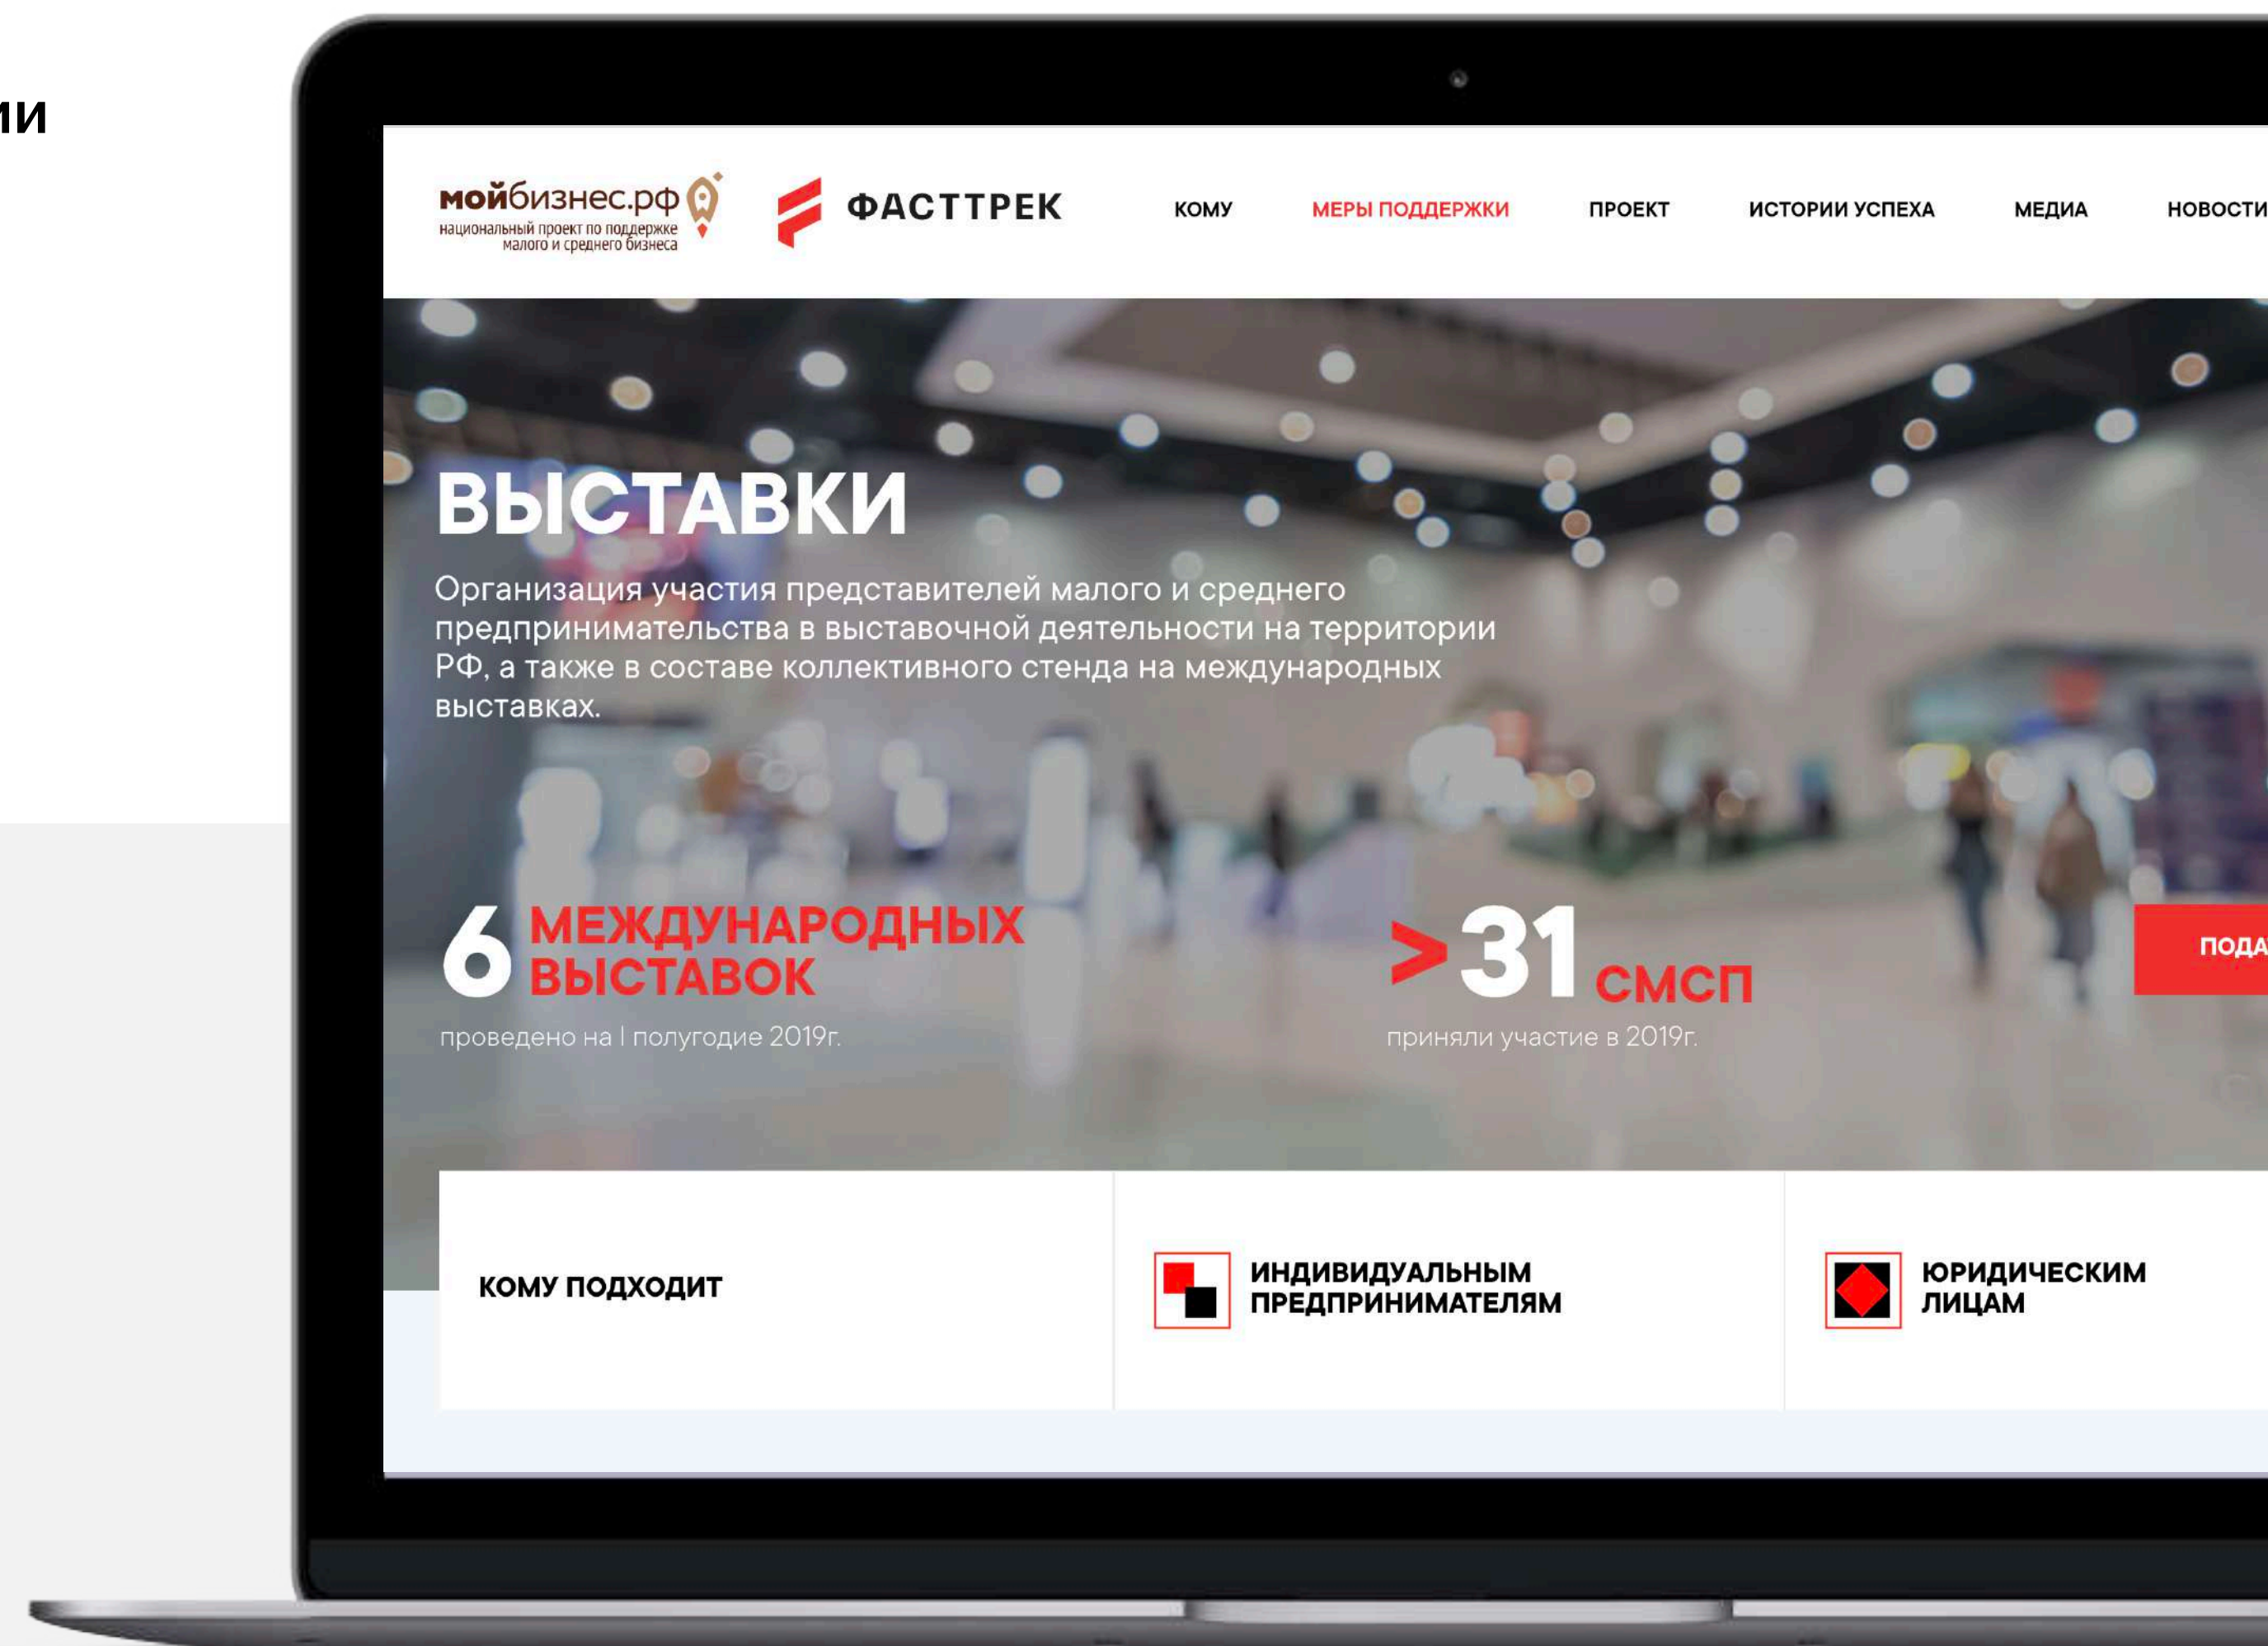 мойбизнес.рф
национальный проект по поддержке
малого и среднего бизнеса
ФАСТТРЕК
КОМУ
МЕРЫ ПОДДЕРЖКИ
ПРОЕКТ
ИСТОРИИ УСПЕХА
МЕДИА
НОВОСТИ
ВЫСТАВКИ
Организация участия представителей малого и среднего
предпринимательства в выставочной деятельности на территории
РФ, а также в составе коллективного стенда на международных
выставках.
6 МЕЖДУНАРОДНЫХ
ВЫСТАВОК
проведено на I полугодие 2019г.
>31 СМСП
приняли участие в 2019г.
КОМУ ПОДХОДИТ
ИНДИВИДУАЛЬНЫМ
ПРЕДПРИНИМАТЕЛЯМ
ЮРИДИЧЕСКИМ
ЛИЦАМ